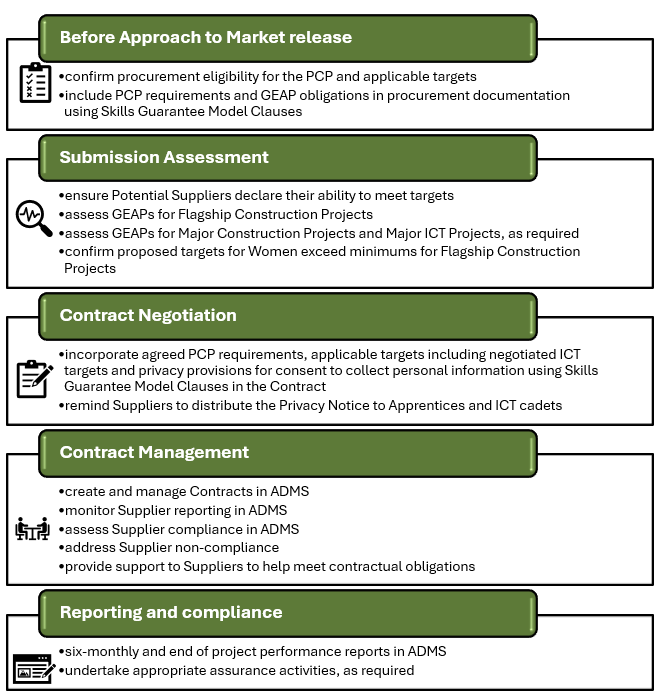 Before Approach to Market release
•confirm procurement eligibility for the PCP and applicable targets
•include PCP requirements and GEAP obligations in procurement documentation
using Skills Guarantee Model Clauses
Submission Assessment
•ensure Potential Suppliers declare their ability to meet targets
•assess GEAPs for Flagship Construction Projects
•assess GEAPs for Major Construction Projects and Major ICT Projects, as required
•confirm proposed targets for Women exceed minimums for Flagship Construction
Projects
Contract Negotiation
•incorporate agreed PCP requirements, applicable targets including negotiated ICT
targets and privacy provisions for consent to collect personal information using Skills
Guarantee Model Clauses in the Contract
•remind Suppliers to distribute the Privacy Notice to Apprentices and ICT cadets
Contract Management
•create and manage Contracts in ADMS
•monitor Supplier reporting in ADMS
•assess Supplier compliance in ADMS
•address Supplier non-compliance
•provide support to Suppliers to help meet contractual obligations
Reporting and compliance
•six-monthly and end of project performance reports in ADMS
•undertake appropriate assurance activities, as required